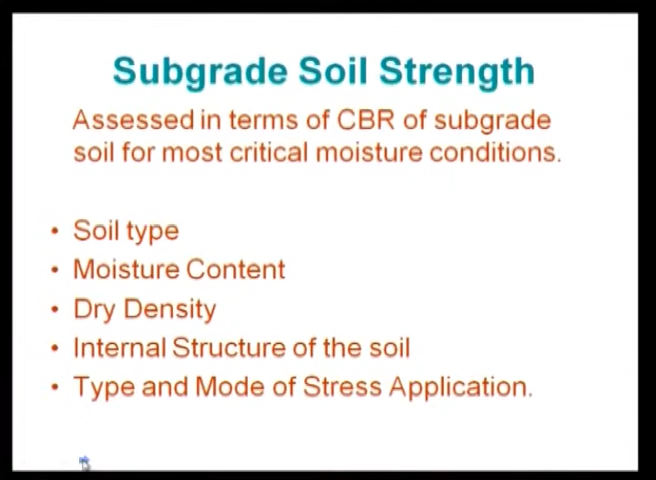 Subgrade Soil Strength
Assessed in terms of CBR of subgrade
soil for most critical moisture conditions.
• Soil type
• Moisture Content
• Dry Density
• Internal Structure of the soil
• Type and Mode of Stress Application.